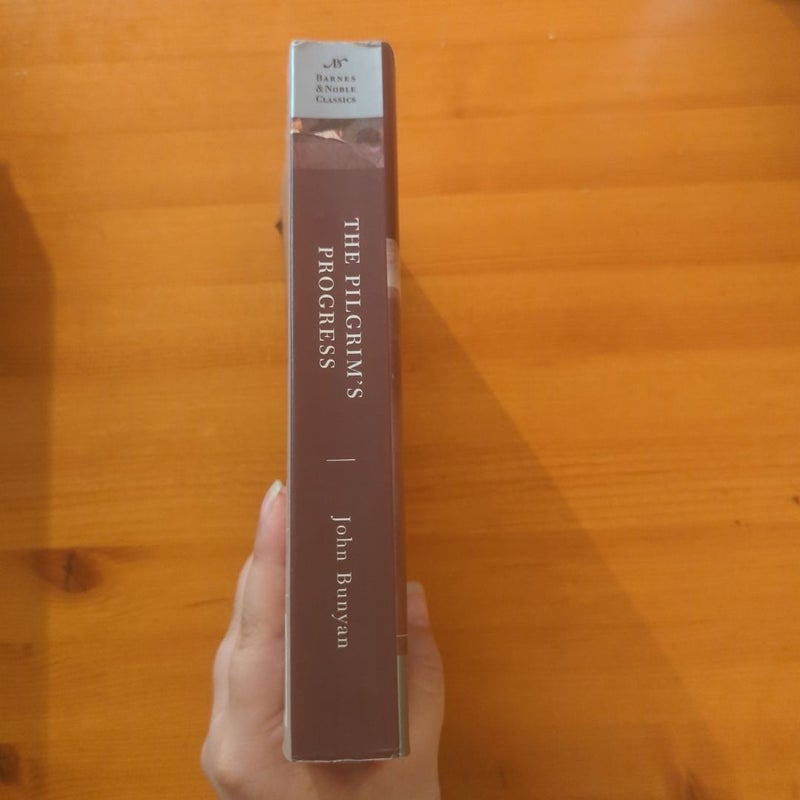 BARNES
& NOBLE
CLASSICS
THE PILGRIM'S
PROGRESS
John Bunyan